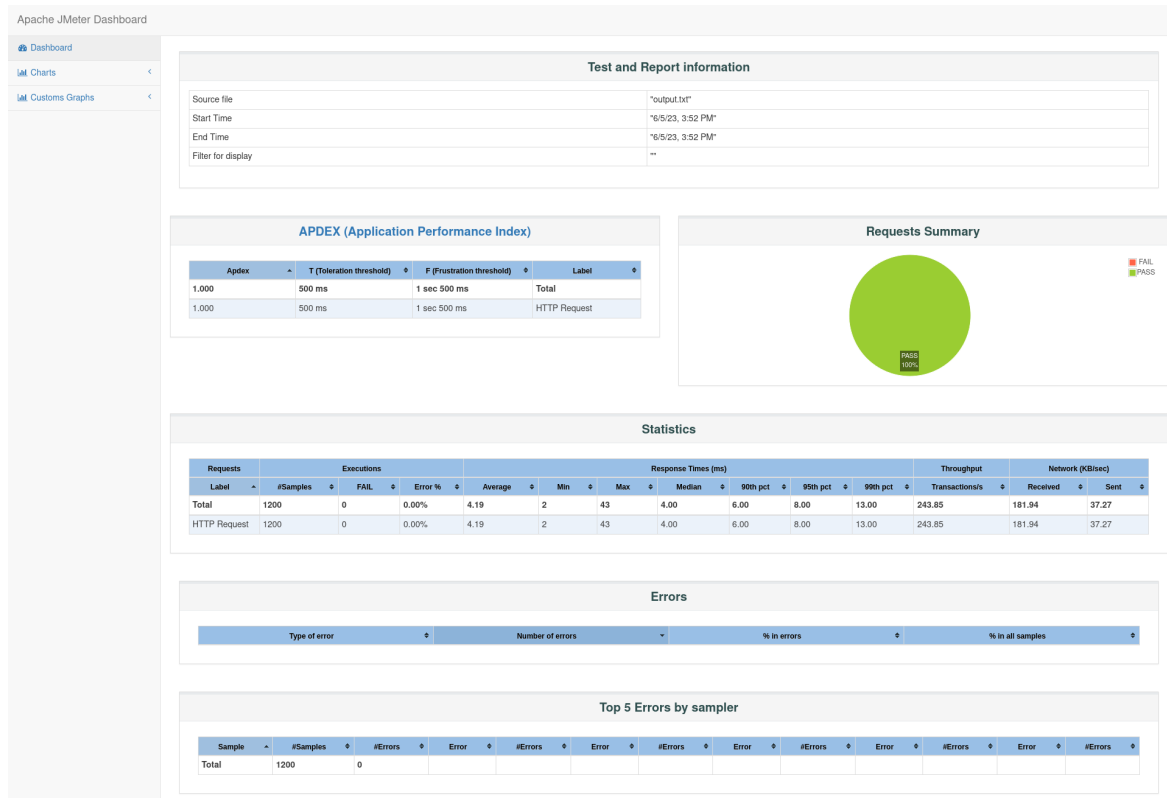 Apache JMeter Dashboard
Dashboard
Charts
Customs Graphs
Test and Report information
Source file "output.txt"
Start Time "6/5/23, 3:52 PM"
End Time "6/5/23, 3:52 PM"
Filter for display ""
APDEX (Application Performance Index)
Apdex T (Toleration threshold) F (Frustration threshold) Label
1.000 500 ms 1 sec 500 ms Total
1.000 500 ms 1 sec 500 ms HTTP Request
Requests Summary
FAIL
PASS
PASS
100%
Statistics
Requests Executions Response Times (ms) Throughput Network (KB/sec)
Label #Samples FAIL Error % Average Min Max Median 90th pct 95th pct 99th pct Transactions/s Received Sent
Total 1200 0 0.00% 4.19 2 43 4.00 6.00 8.00 13.00 243.85 181.94 37.27
HTTP Request 1200 0 0.00% 4.19 2 43 4.00 6.00 8.00 13.00 243.85 181.94 37.27
Errors
Type of error Number of errors % in errors % in all samples
Top 5 Errors by sampler
Sample #Samples #Errors Error #Errors Error #Errors Error #Errors Error #Errors Error #Errors
Total 1200 0